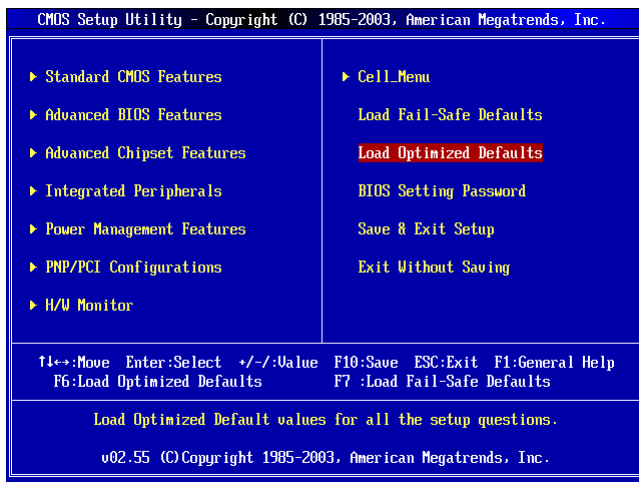 CMOS Setup Utility - Copyright (C) 1985-2003, American Megatrends, Inc.
Standard CMOS Features
Advanced BIOS Features
Advanced Chipset Features
Integrated Peripherals
Power Management Features
PNP/PCI Configurations
H/W Monitor
Cell_Menu
Load Fail-Safe Defaults
Load Optimized Defaults
BIOS Setting Password
Save & Exit Setup
Exit Without Saving
↑↓←→:Move Enter:Select +/-/:Value F10:Save ESC:Exit F1:General Help
F6:Load Optimized Defaults F7 :Load Fail-Safe Defaults
Load Optimized Default values for all the setup questions.
v02.55 (C)Copyright 1985-2003, American Megatrends, Inc.